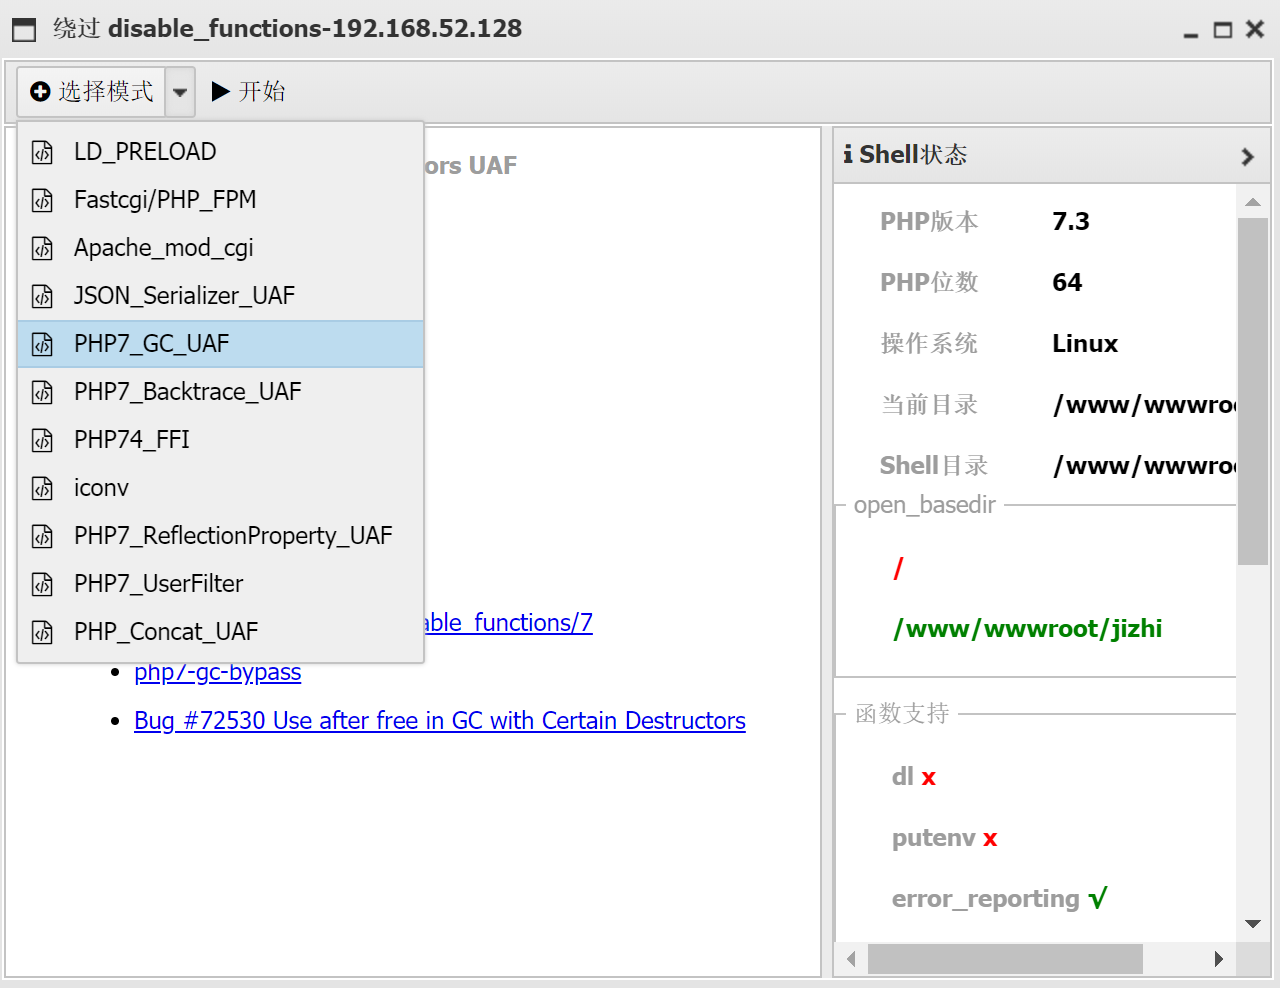 绕过 disable_functions-192.168.52.128
选择模式
开始
LD_PRELOAD
Fastcgi/PHP_FPM
Apache_mod_cgi
JSON_Serializer_UAF
PHP7_GC_UAF
PHP7_Backtrace_UAF
PHP74_FFI
iconv
PHP7_ReflectionProperty_UAF
PHP7_UserFilter
PHP_Concat_UAF
ors UAF
able_functions/7
php7-gc-bypass
Bug #72530 Use after free in GC with Certain Destructors
Shell状态
PHP版本 7.3
PHP位数 64
操作系统 Linux
当前目录 /www/wwwro
Shell目录 /www/wwwro
open_basedir
/
/www/wwwroot/jizhi
函数支持
dl x
putenv x
error_reporting √